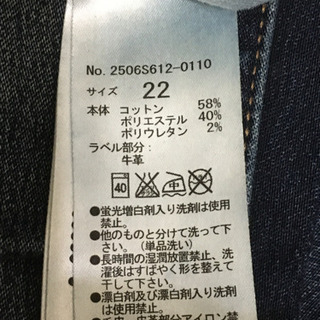 No. 2506S612-0110
サイズ 22
本体 コットン 58%
ポリエステル 40%
ポリウレタン 2%
ラベル部分:
牛革
40
●蛍光増白剤入り洗剤は使用
禁止。
●他のものと分けて洗って下
さい。(単品洗い)
●長時間の湿潤放置禁止、洗
濯後はすばやく形を整えて
干して下さい。
●漂白剤及び漂白剤入り洗剤
使用禁止。